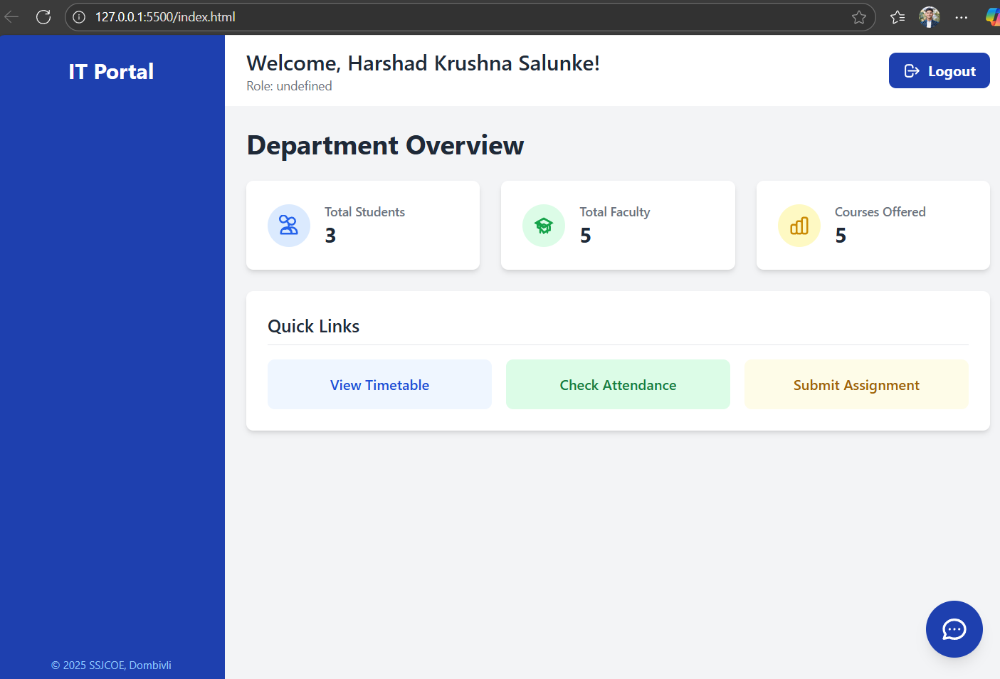 127.0.0.1:5500/index.html
IT Portal
Welcome, Harshad Krushna Salunke!
Role: undefined
Logout
Department Overview
Total Students
3
Total Faculty
5
Courses Offered
5
Quick Links
View Timetable
Check Attendance
Submit Assignment
© 2025 SSJCOE, Dombivli